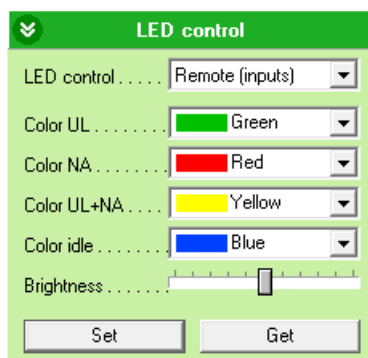 LED control
LED control . . . . . Remote (inputs)
Color UL . . . . . . . . Green
Color NA . . . . . . . . Red
Color UL+NA . . . . Yellow
Color idle . . . . . . . . Blue
Brightness . . . . . . .
Set Get